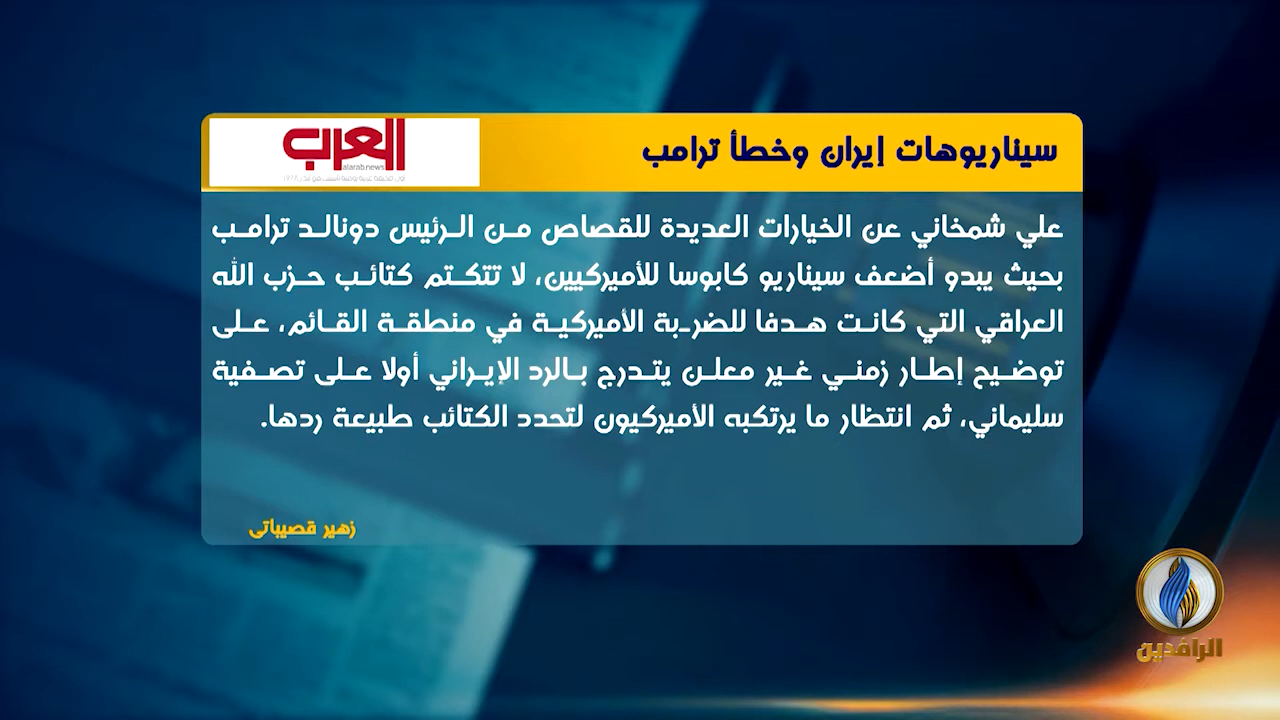 سيناريوهات إيران وخطأ ترامب
العرب
alarab.news
علي شمخاني عن الخيارات العديدة للقصاص من الرئيس دونالد ترامب
بحيث يبدو أضعف سيناريو كابوسا للأميركيين، لا تتكتم كتائب حزب الله
العراقي التي كانت هدفا للضربة الأميركية في منطقة القائم، على
توضيح إطار زمني غير معلن يتدرج بالرد الإيراني أولا على تصفية
سليماني، ثم انتظار ما يرتكبه الأميركيون لتحدد الكتائب طبيعة ردها.
زهير قصيباتي
الرافدين